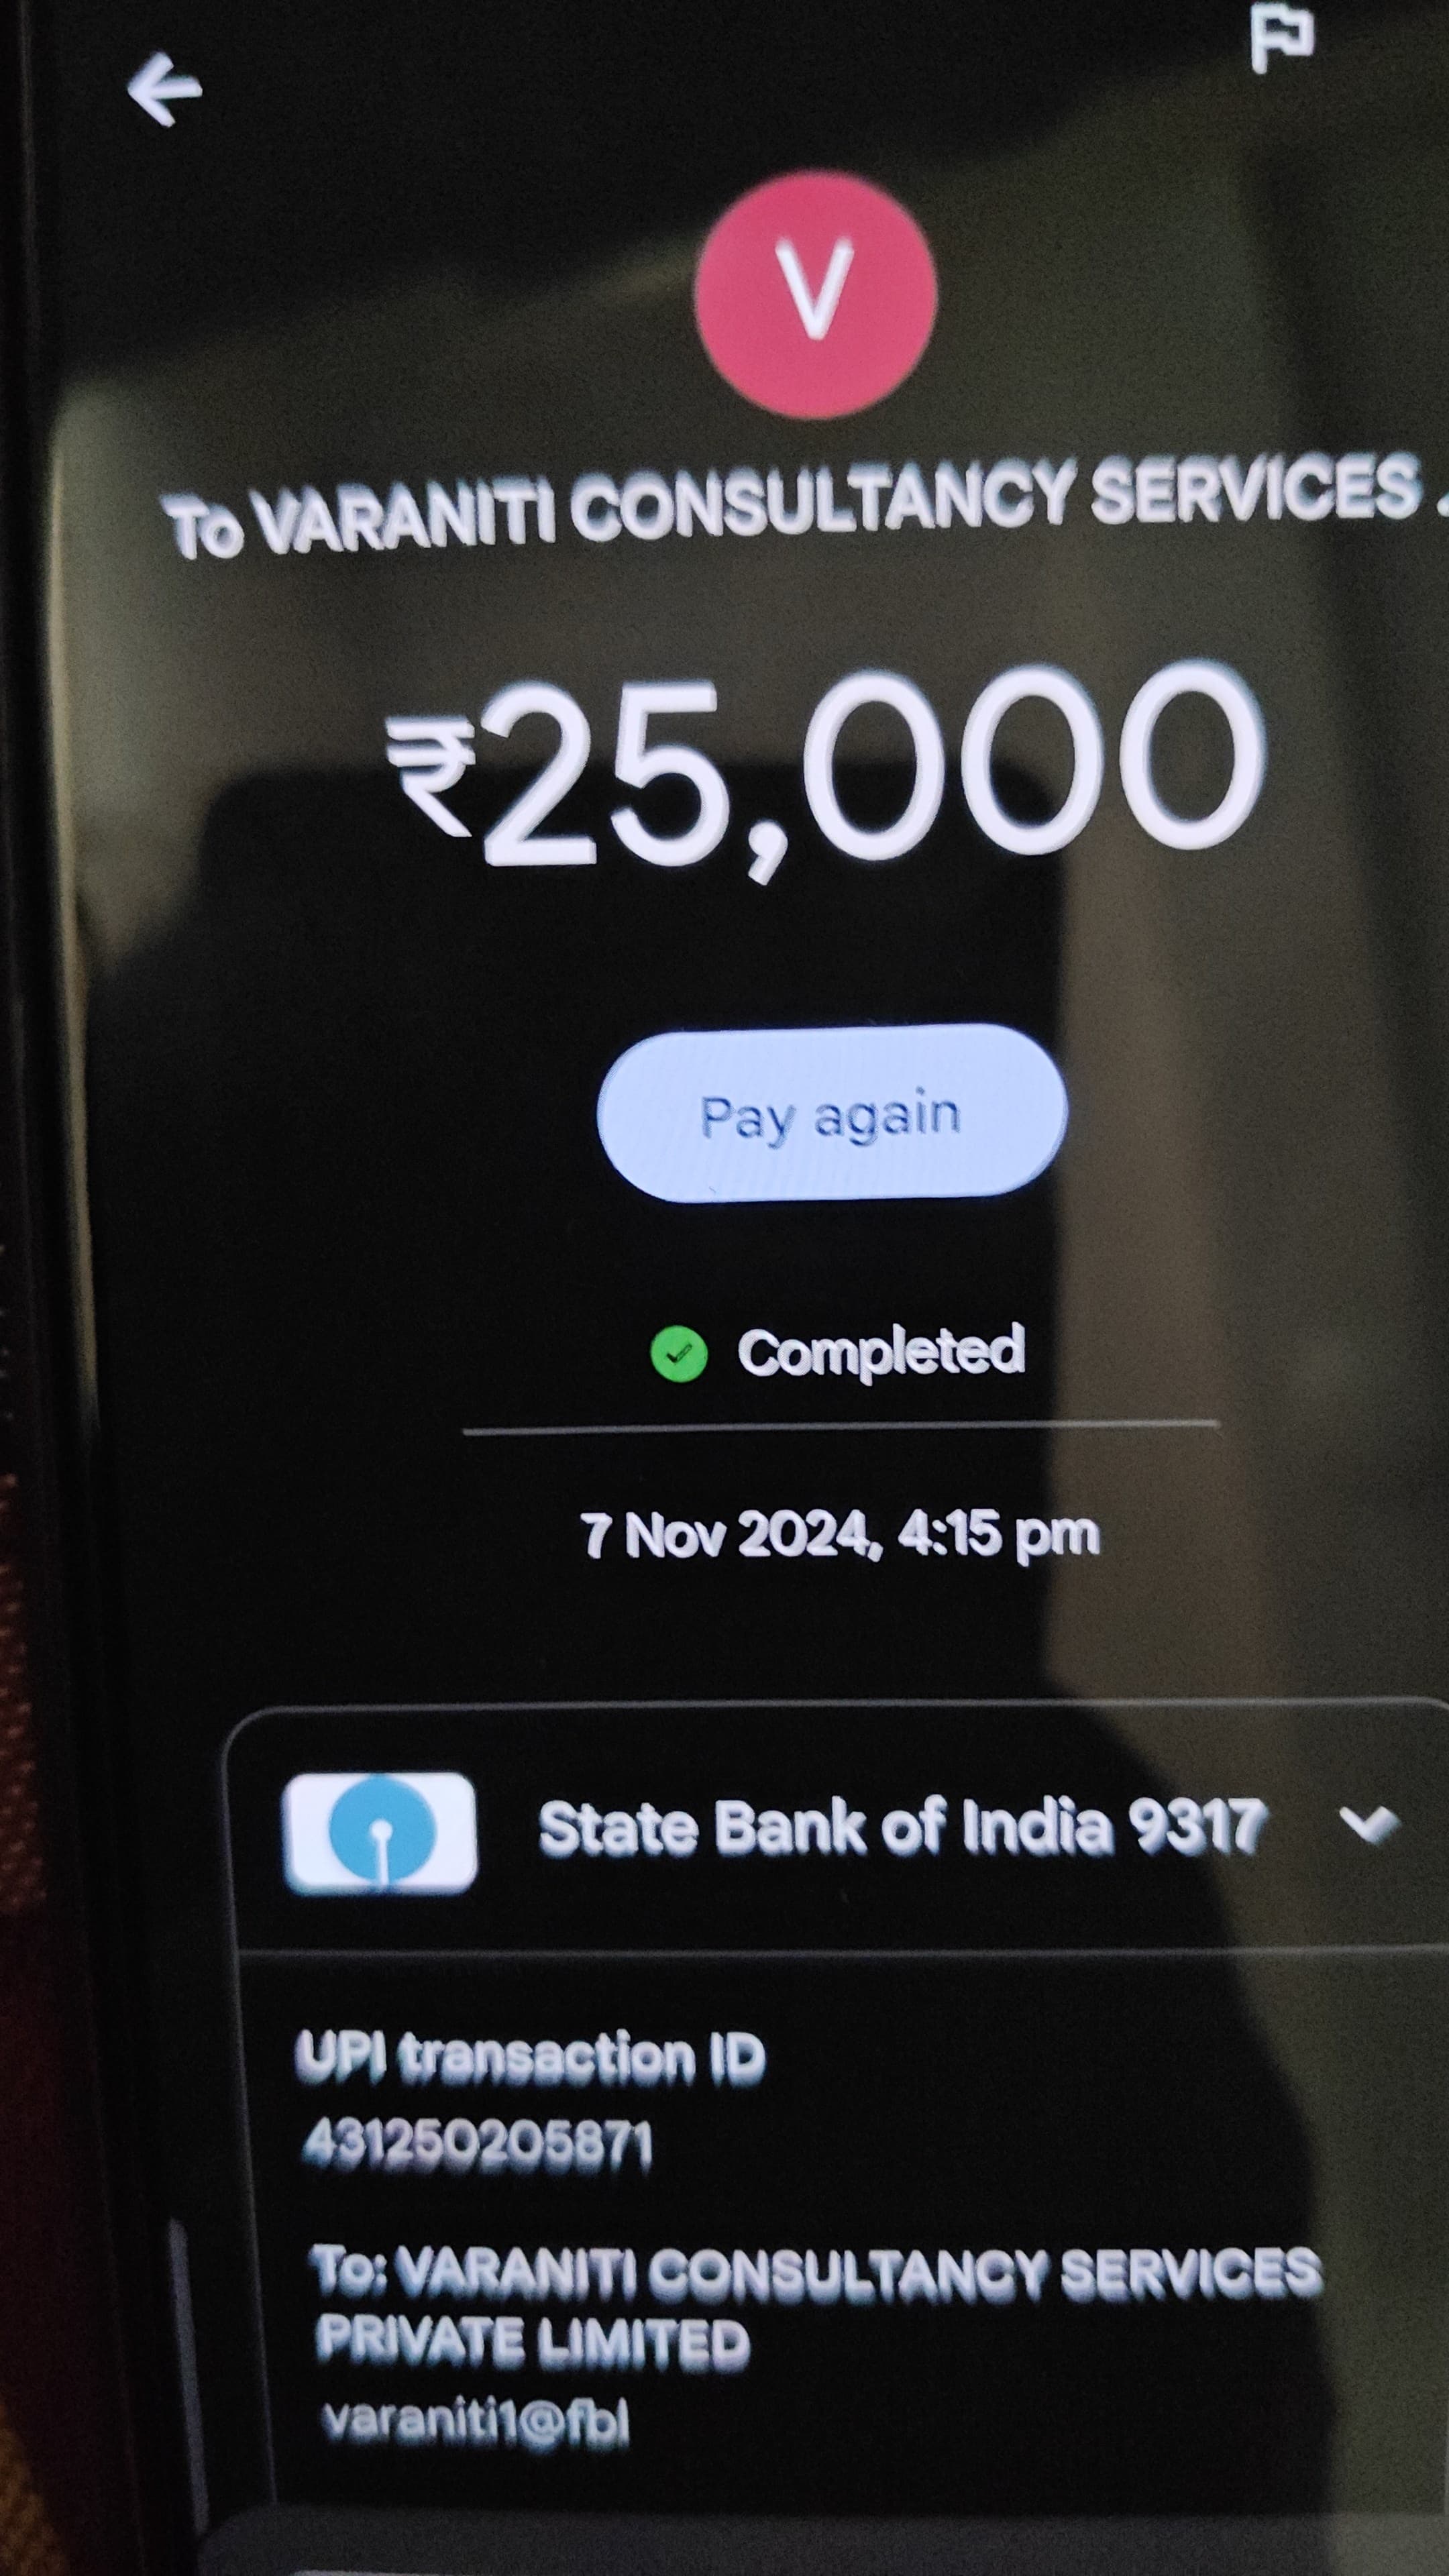 V
To VARANITI CONSULTANCY SERVICES .
₹25,000
Pay again
Completed
7 Nov 2024, 4:15 pm
State Bank of India 9317
UPI transaction ID
431250205871
To: VARANITI CONSULTANCY SERVICES
PRIVATE LIMITED
varaniti1@fbl